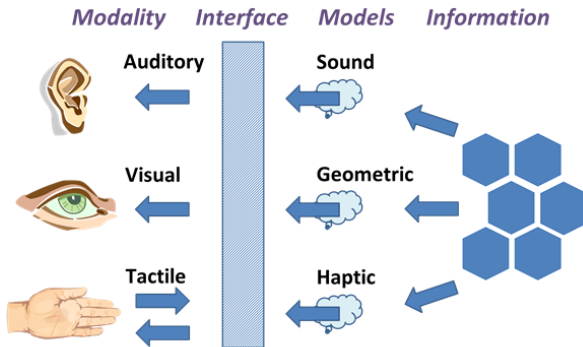 Modality Interface Models Information
Auditory Sound
Visual Geometric
Tactile Haptic